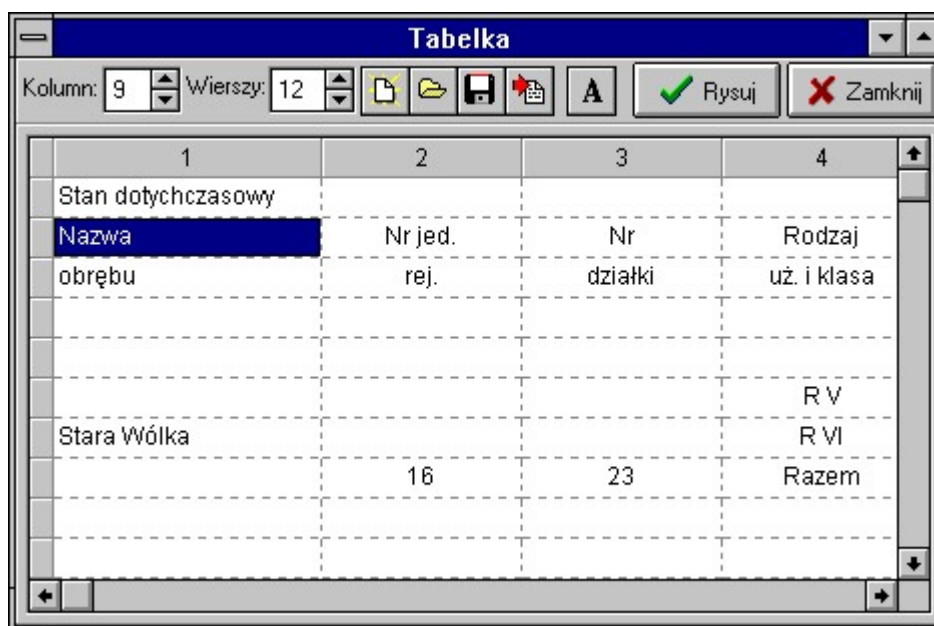 Tabelka
Kolumn: 9 Wierszy: 12 A Rysuj Zamknij
1 2 3 4
Stan dotychczasowy
Nazwa Nr jed. Nr Rodzaj
obrębu rej. działki uż. i klasa
R V
Stara Wólka R VI
16 23 Razem